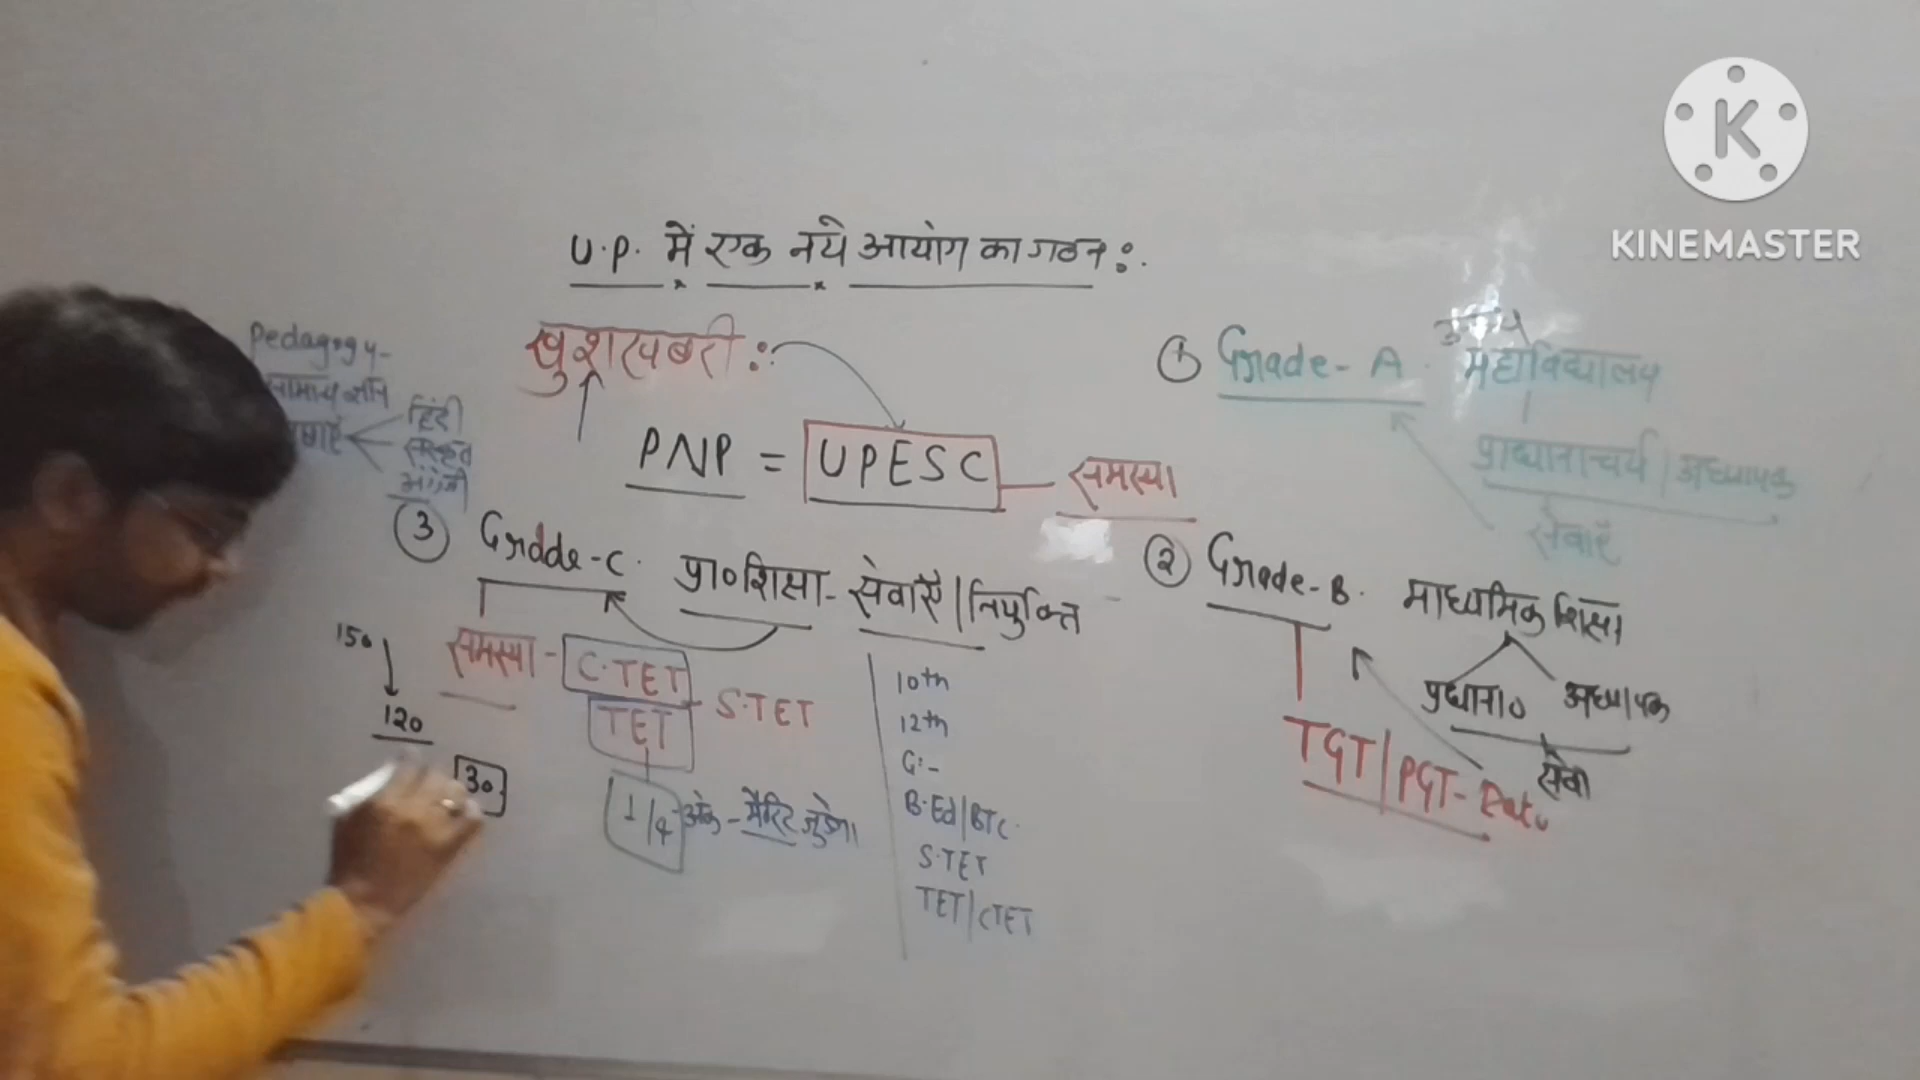 K
KINEMASTER
U.P. में एक नये आयोग का गठन :.
खुशखबरी :.
PNP = UPESC - समस्या
① Grade - A. उच्च महाविद्यालय
प्राधानाचर्य | अध्यापक
सेवाएं
② Grade - B. माध्यमिक शिक्षा
प्रधाना० अध्यापक
सेवा
TGT | PGT -
Pedagogy -
सामान्य ज्ञान
हिंदी
संस्कृत
अंग्रेजी
③ Gradde - C. प्रा० शिक्षा - सेवाएँ | नियुक्ति
समस्या - C.TET
TET S.TET
1/4 अंक - मैरिट जुड़ेगा
150
120
30
10th
12th
G:-
B.Ed | BTC.
S.TET
TET | CTET